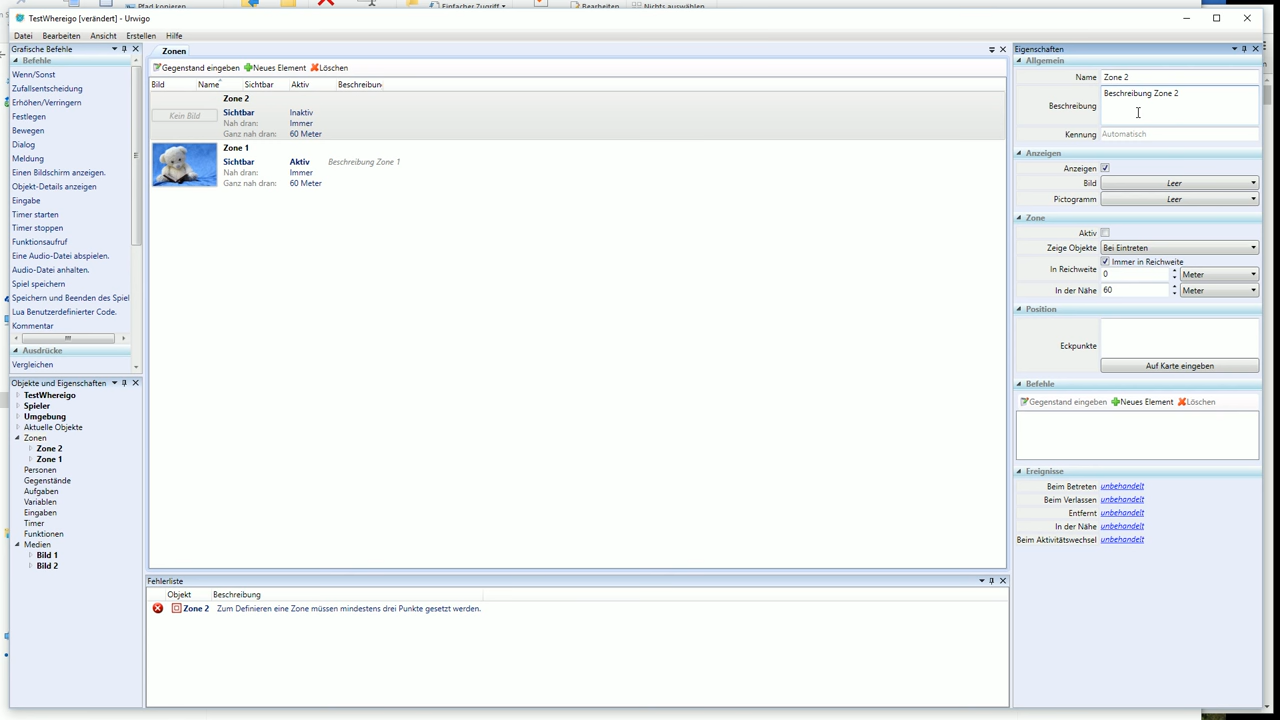 Pfad kopieren
Einfacher Zugriff
Bearbeiten
Nichts auswählen
TestWhereigo [verändert] - Urwigo
Datei Bearbeiten Ansicht Erstellen Hilfe
Grafische Befehle
Befehle
Wenn/Sonst
Zufallsentscheidung
Erhöhen/Verringern
Festlegen
Bewegen
Dialog
Meldung
Einen Bildschirm anzeigen.
Objekt-Details anzeigen
Eingabe
Timer starten
Timer stoppen
Funktionsaufruf
Eine Audio-Datei abspielen.
Audio-Datei anhalten.
Spiel speichern
Speichern und Beenden des Spiel
Lua Benutzerdefinierter Code.
Kommentar
Ausdrücke
Vergleichen
Objekte und Eigenschaften
TestWhereigo
Spieler
Umgebung
Aktuelle Objekte
Zonen
Zone 2
Zone 1
Personen
Gegenstände
Aufgaben
Variablen
Eingaben
Timer
Funktionen
Medien
Bild 1
Bild 2
Zonen
Gegenstand eingeben Neues Element Löschen
Bild Name Sichtbar Aktiv Beschreibun
Kein Bild
Zone 2
Sichtbar Inaktiv
Nah dran: Immer
Ganz nah dran: 60 Meter
Zone 1
Sichtbar Aktiv Beschreibung Zone 1
Nah dran: Immer
Ganz nah dran: 60 Meter
Fehlerliste
Objekt Beschreibung
Zone 2 Zum Definieren eine Zone müssen mindestens drei Punkte gesetzt werden.
Eigenschaften
Allgemein
Name Zone 2
Beschreibung Beschreibung Zone 2
Kennung Automatisch
Anzeigen
Anzeigen
Bild Leer
Pictogramm Leer
Zone
Aktiv
Zeige Objekte Bei Eintreten
Immer in Reichweite
In Reichweite 0 Meter
In der Nähe 60 Meter
Position
Eckpunkte
Auf Karte eingeben
Befehle
Gegenstand eingeben Neues Element Löschen
Ereignisse
Beim Betreten unbehandelt
Beim Verlassen unbehandelt
Entfernt unbehandelt
In der Nähe unbehandelt
Beim Aktivitätswechsel unbehandelt